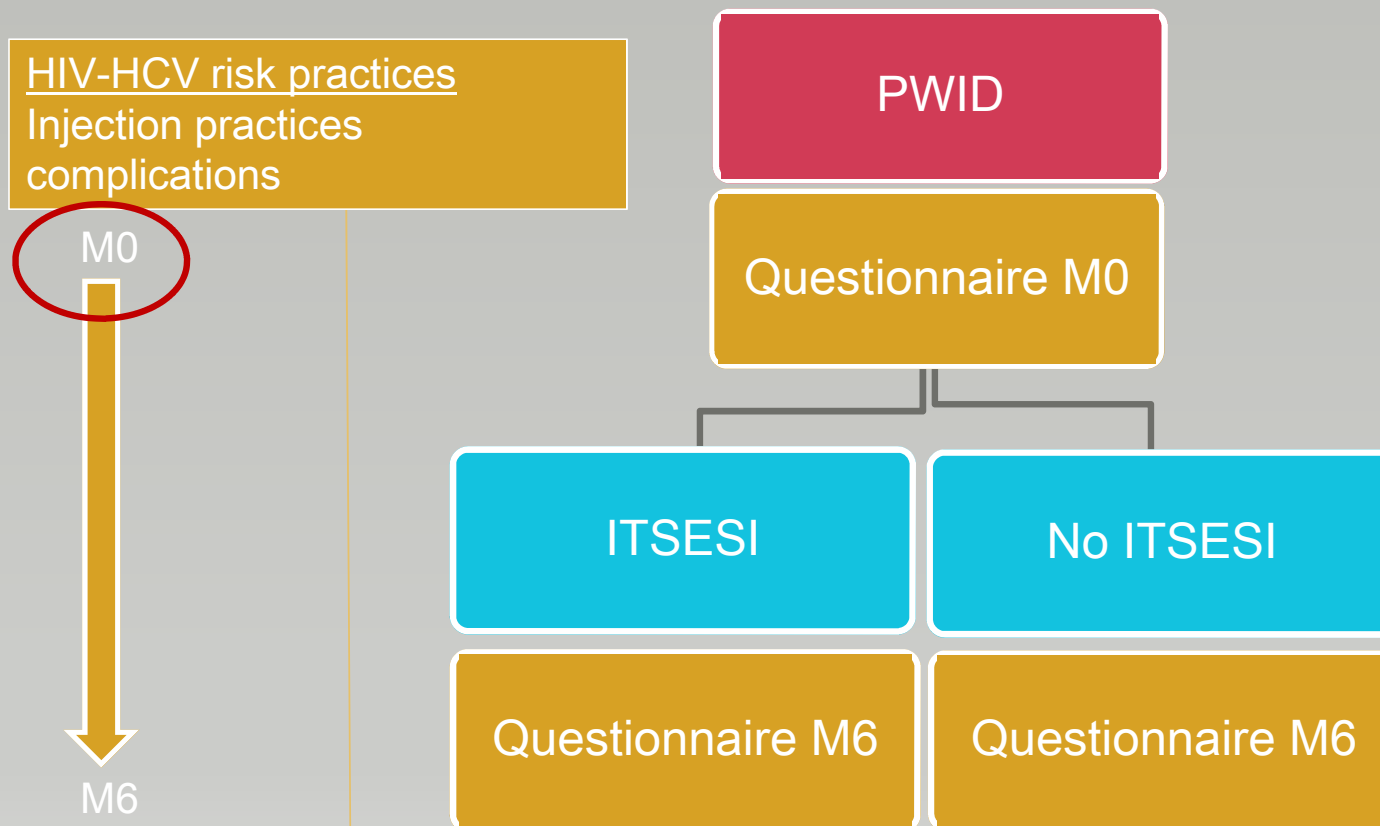 HIV-HCV risk practices
Injection practices
complications
M0
M6
PWID
Questionnaire M0
ITSESI
No ITSESI
Questionnaire M6
Questionnaire M6